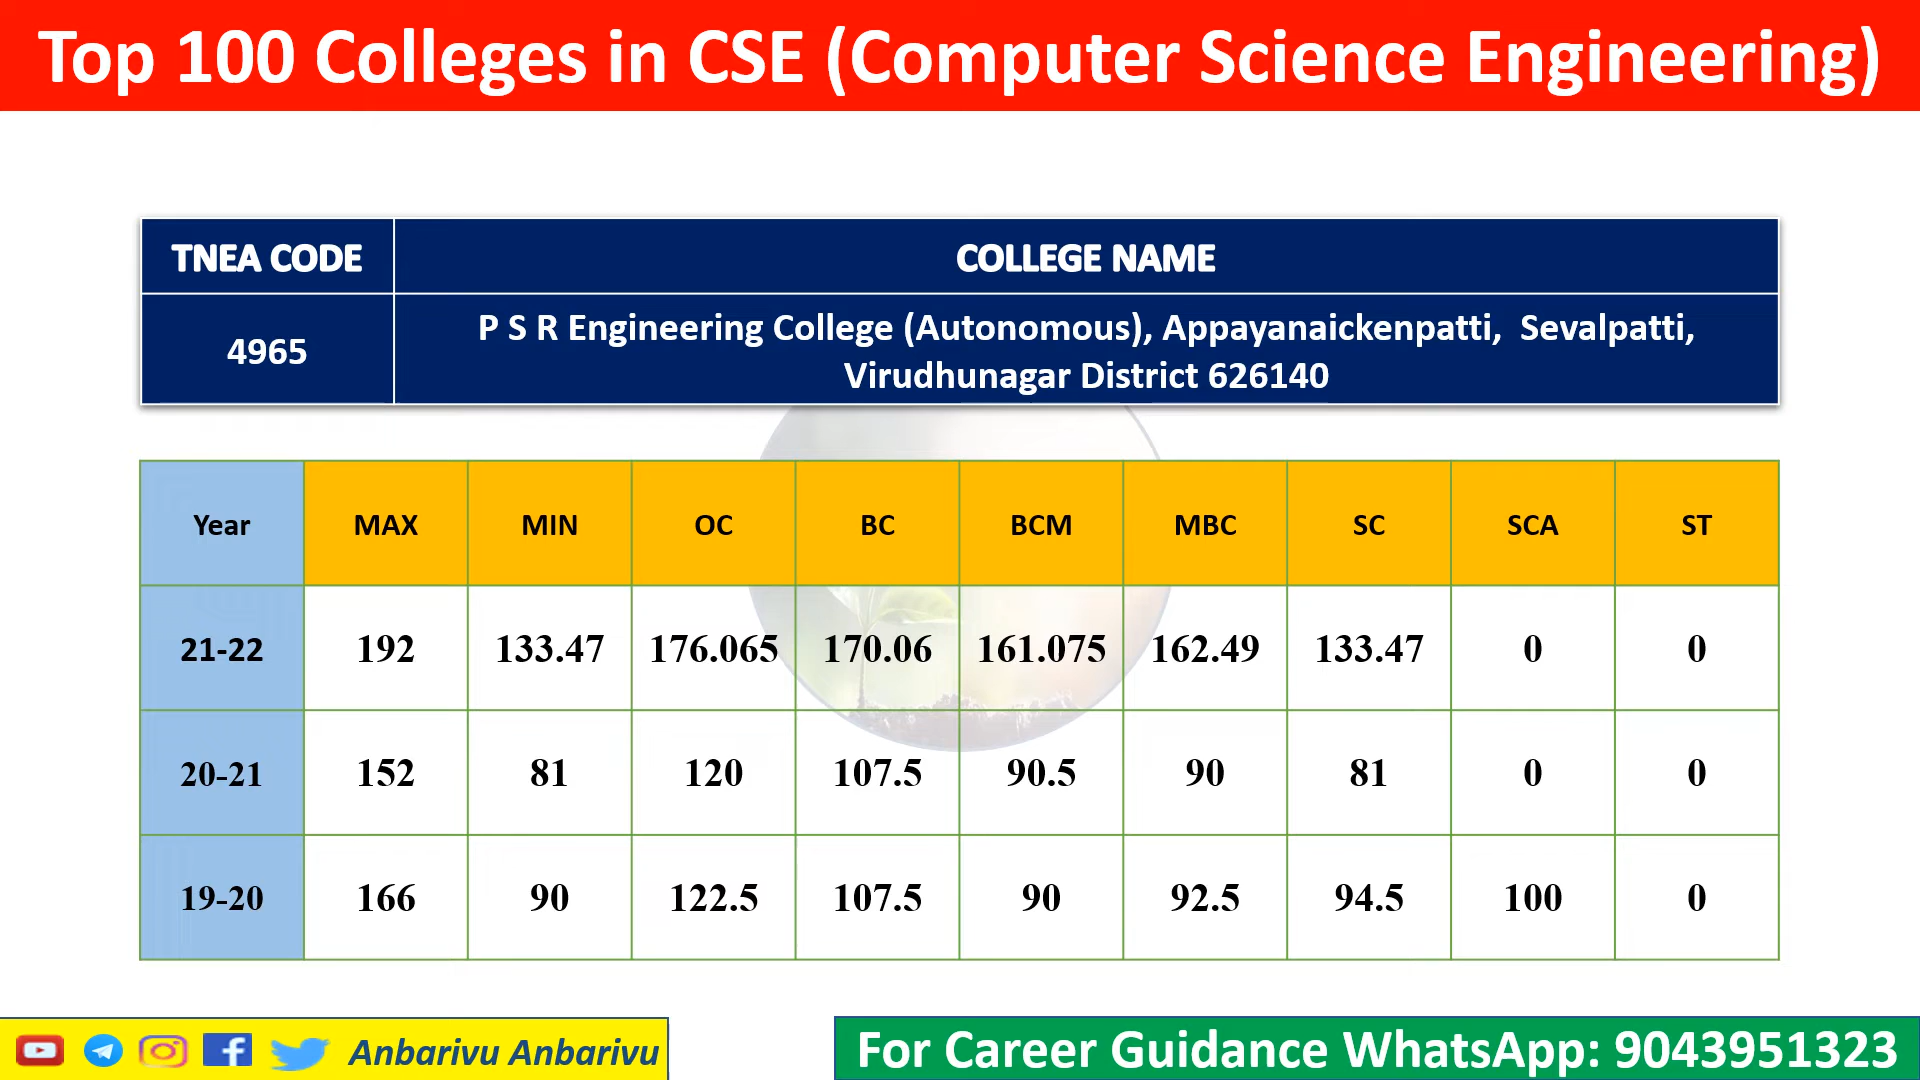 Top 100 Colleges in CSE (Computer Science Engineering)
TNEA CODE COLLEGE NAME
4965 P S R Engineering College (Autonomous), Appayanaickenpatti, Sevalpatti,
Virudhunagar District 626140
Year MAX MIN OC BC BCM MBC SC SCA ST
21-22 192 133.47 176.065 170.06 161.075 162.49 133.47 0 0
20-21 152 81 120 107.5 90.5 90 81 0 0
19-20 166 90 122.5 107.5 90 92.5 94.5 100 0
Anbarivu Anbarivu
For Career Guidance WhatsApp: 9043951323